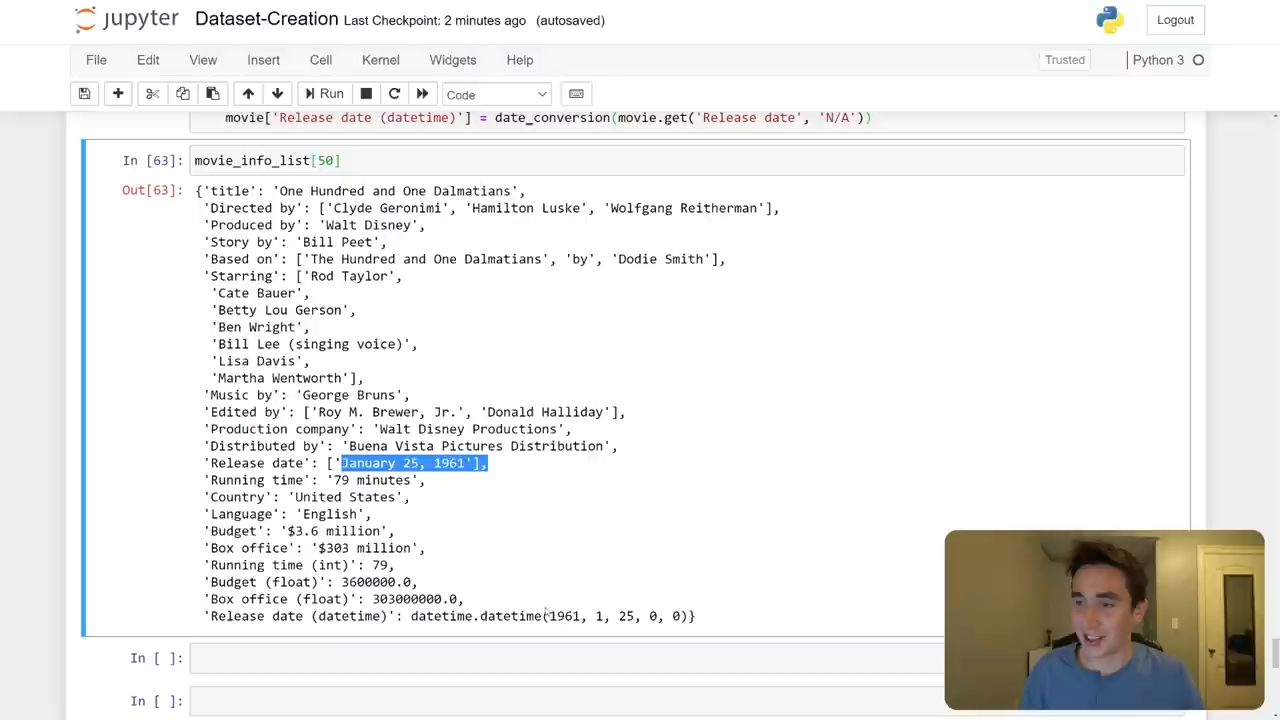 jupyter Dataset-Creation Last Checkpoint: 2 minutes ago (autosaved) Logout
File Edit View Insert Cell Kernel Widgets Help Trusted Python 3
Run Code
movie['Release date (datetime)'] = date_conversion(movie.get('Release date', 'N/A'))
In [63]: movie_info_list[50]
Out[63]: {'title': 'One Hundred and One Dalmatians',
'Directed by': ['Clyde Geronimi', 'Hamilton Luske', 'Wolfgang Reitherman'],
'Produced by': 'Walt Disney',
'Story by': 'Bill Peet',
'Based on': ['The Hundred and One Dalmatians', 'by', 'Dodie Smith'],
'Starring': ['Rod Taylor',
'Cate Bauer',
'Betty Lou Gerson',
'Ben Wright',
'Bill Lee (singing voice)',
'Lisa Davis',
'Martha Wentworth'],
'Music by': 'George Bruns',
'Edited by': ['Roy M. Brewer, Jr.', 'Donald Halliday'],
'Production company': 'Walt Disney Productions',
'Distributed by': 'Buena Vista Pictures Distribution',
'Release date': ['January 25, 1961'],
'Running time': '79 minutes',
'Country': 'United States',
'Language': 'English',
'Budget': '$3.6 million',
'Box office': '$303 million',
'Running time (int)': 79,
'Budget (float)': 3600000.0,
'Box office (float)': 303000000.0,
'Release date (datetime)': datetime.datetime(1961, 1, 25, 0, 0)}
In [ ]:
In [ ]: